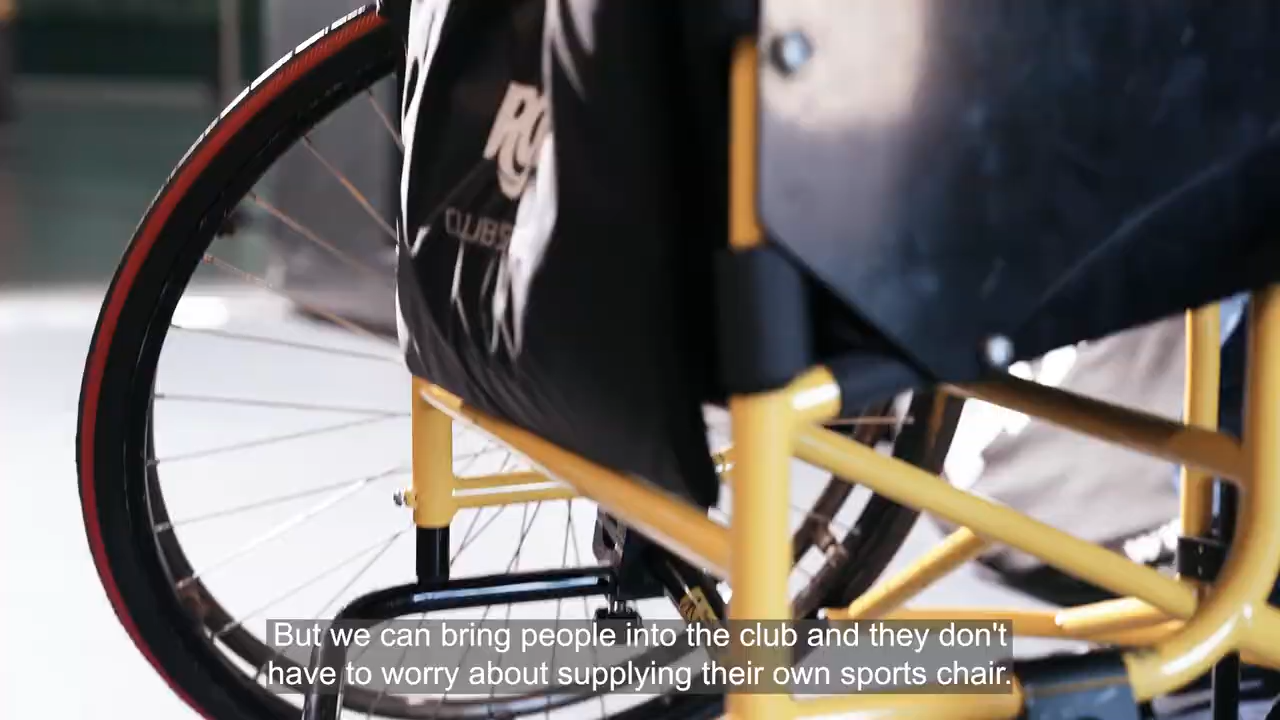 But we can bring people into the club and they don't
have to worry about supplying their own sports chair.